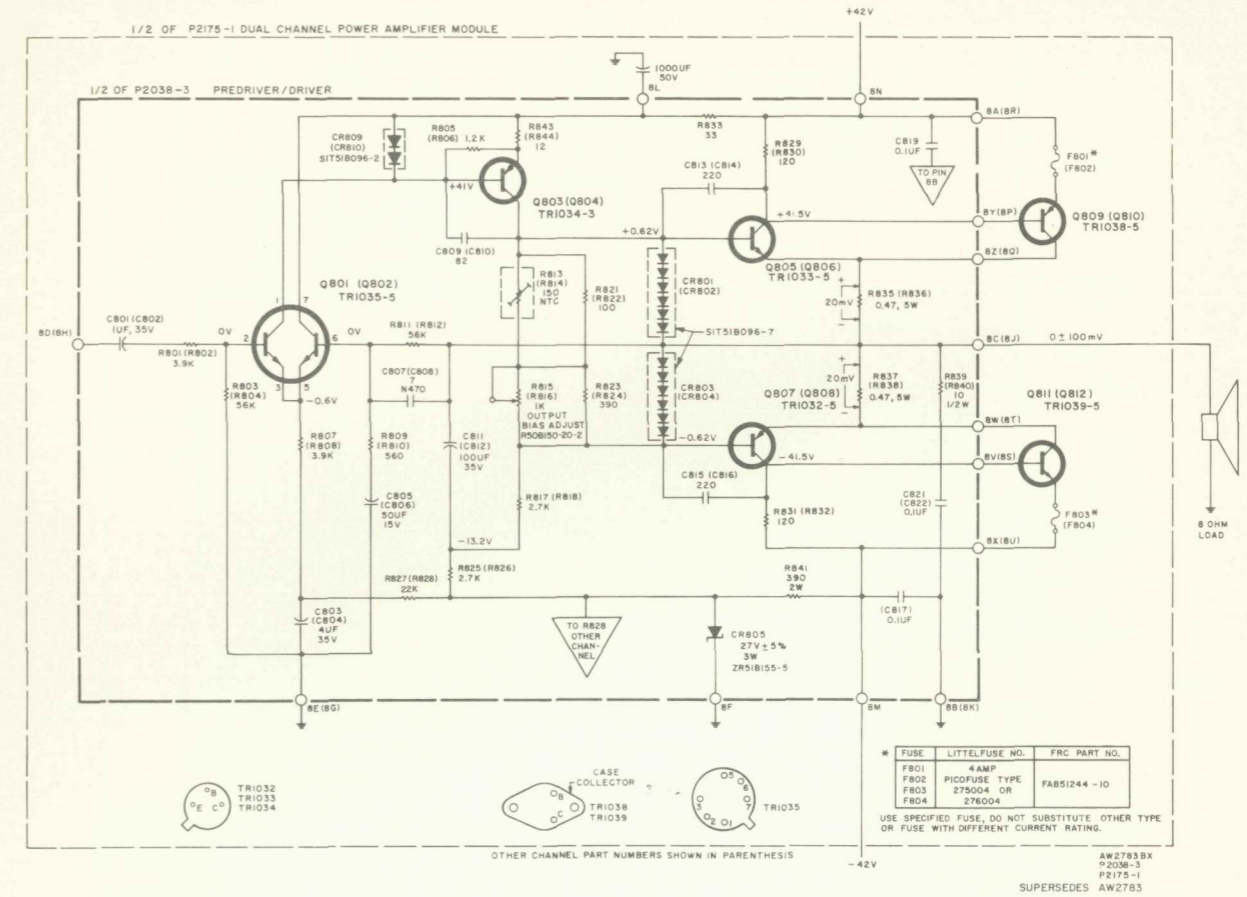 +42V
1/2 OF P2175-1 DUAL CHANNEL POWER AMPLIFIER MODULE
1/2 OF P2038-3 PREDRIVER/DRIVER
1000UF
50V
8L
8N
8A(8R)
CR809
(CR810)
SIT51B096-2
R805
(R806) 1.2K
R843
(R844)
12
R833
33
R829
(R830)
120
C819
0.1UF
TO PIN
8B
F801*
(F802)
+41V
Q803(Q804)
TR1034-3
C813 (C814)
220
+41.5V
8Y(8P)
Q809 (Q810)
TR1038-5
C809 (C810)
82
+0.62V
Q805 (Q806)
TR1033-5
8Z(8Q)
Q801 (Q802)
TR1035-5
1
7
R813
(R814)
150
NTC
R821
(R822)
100
CR801
(CR802)
+
20mV
-
R835 (R836)
0.47, 5W
SIT51B096-7
8D(8H)
C801 (C802)
1UF, 35V
R801 (R802)
3.9K
0V
2
6
0V
R811 (R812)
56K
8C(8J)
0±100mV
R803
(R804)
56K
3
5
-0.6V
C807(C808)
7
N470
R815
(R816)
1K
OUTPUT
BIAS ADJUST
R50B150-20-2
R823
(R824)
390
CR803
(CR804)
Q807 (Q808)
TR1032-5
+
20mV
-
R837
(R838)
0.47, 5W
R839
(R840)
10
1/2W
Q811 (Q812)
TR1039-5
R807
(R808)
3.9K
R809
(R810)
560
C811
(C812)
100UF
35V
-0.62V
8W(8T)
-41.5V
8V(8S)
C805
(C806)
50UF
15V
R817 (R818)
2.7K
C815 (C816)
220
R831 (R832)
120
C821
(C822)
0.1UF
F803*
(F804)
8 OHM
LOAD
-13.2V
8X(8U)
R827(R828)
22K
R825(R826)
2.7K
R841
390
2W
(C817)
0.1UF
C803
(C804)
4UF
35V
TO R828
OTHER
CHAN-
NEL
CR805
27V±5%
3W
ZR51B155-5
8E(8G)
8F
8M
8B(8K)
* FUSE LITTELFUSE NO. FRC PART NO.
F801
F802
F803
F804
4 AMP
PICOFUSE TYPE
275004 OR
276004
FAB51244-10
USE SPECIFIED FUSE, DO NOT SUBSTITUTE OTHER TYPE
OR FUSE WITH DIFFERENT CURRENT RATING.
B
E C
TR1032
TR1033
TR1034
CASE
COLLECTOR
B
C
TR1038
TR1039
5
6
7
3
2
1
TR1035
OTHER CHANNEL PART NUMBERS SHOWN IN PARENTHESIS
-42V
AW2783BX
P2038-3
P2175-1
SUPERSEDES AW2783